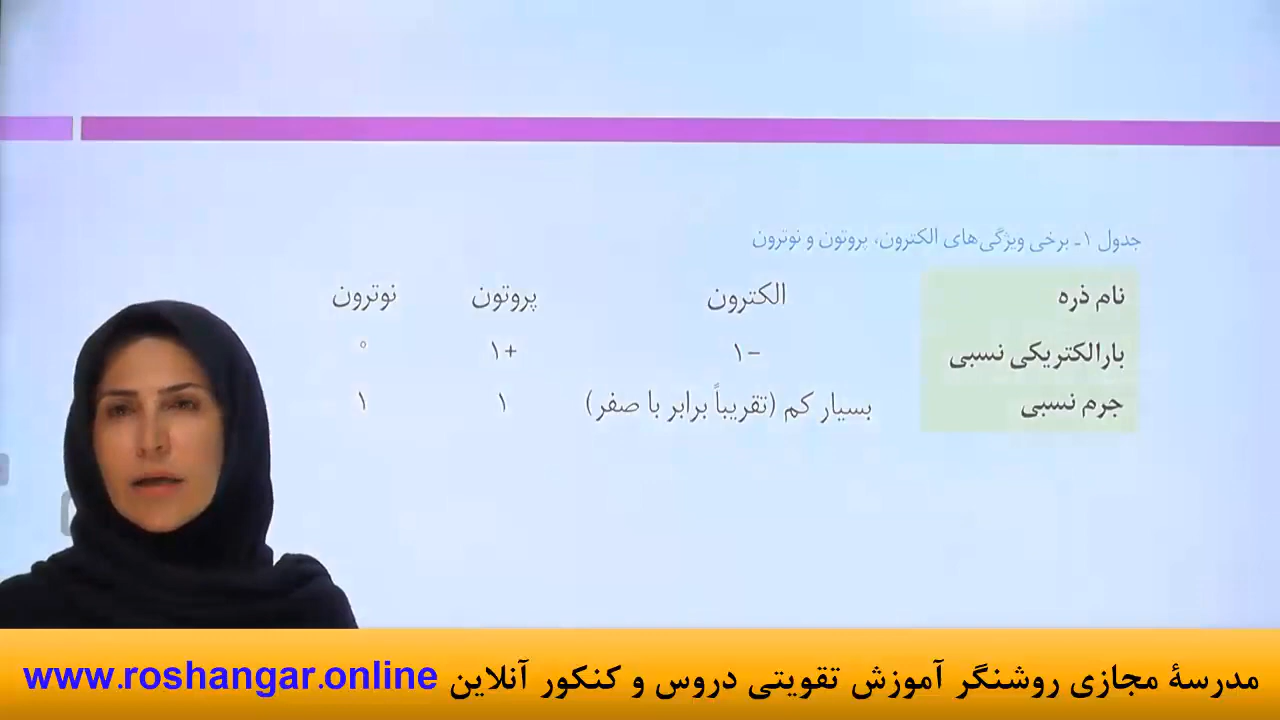 جدول ۱ـ برخی ویژگی‌های الکترون، پروتون و نوترون
نام ذره الکترون پروتون نوترون
بارالکتریکی نسبی ‎−۱ ‎+۱ ۰
جرم نسبی بسیار کم (تقریباً برابر با صفر) ۱ ۱
مدرسهٔ مجازی روشنگر آموزش تقویتی دروس و کنکور آنلاین www.roshangar.online